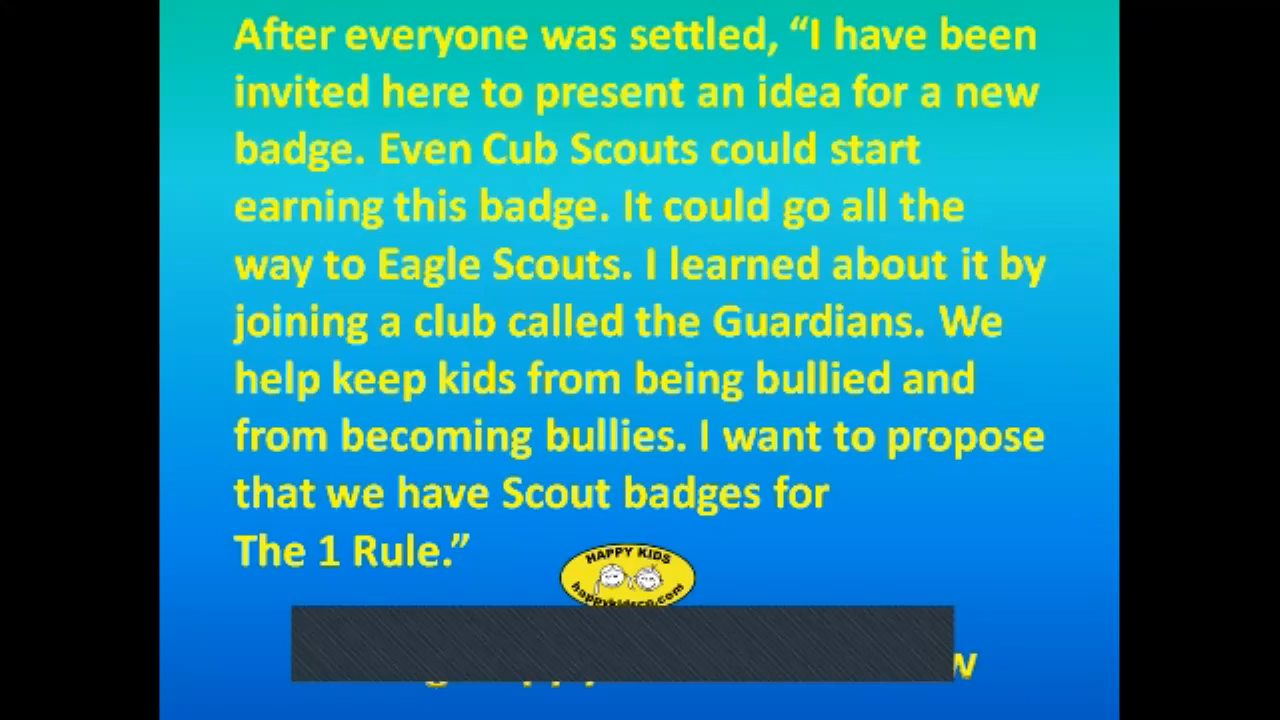 After everyone was settled, “I have been
invited here to present an idea for a new
badge. Even Cub Scouts could start
earning this badge. It could go all the
way to Eagle Scouts. I learned about it by
joining a club called the Guardians. We
help keep kids from being bullied and
from becoming bullies. I want to propose
that we have Scout badges for
The 1 Rule.”
HAPPY KIDS